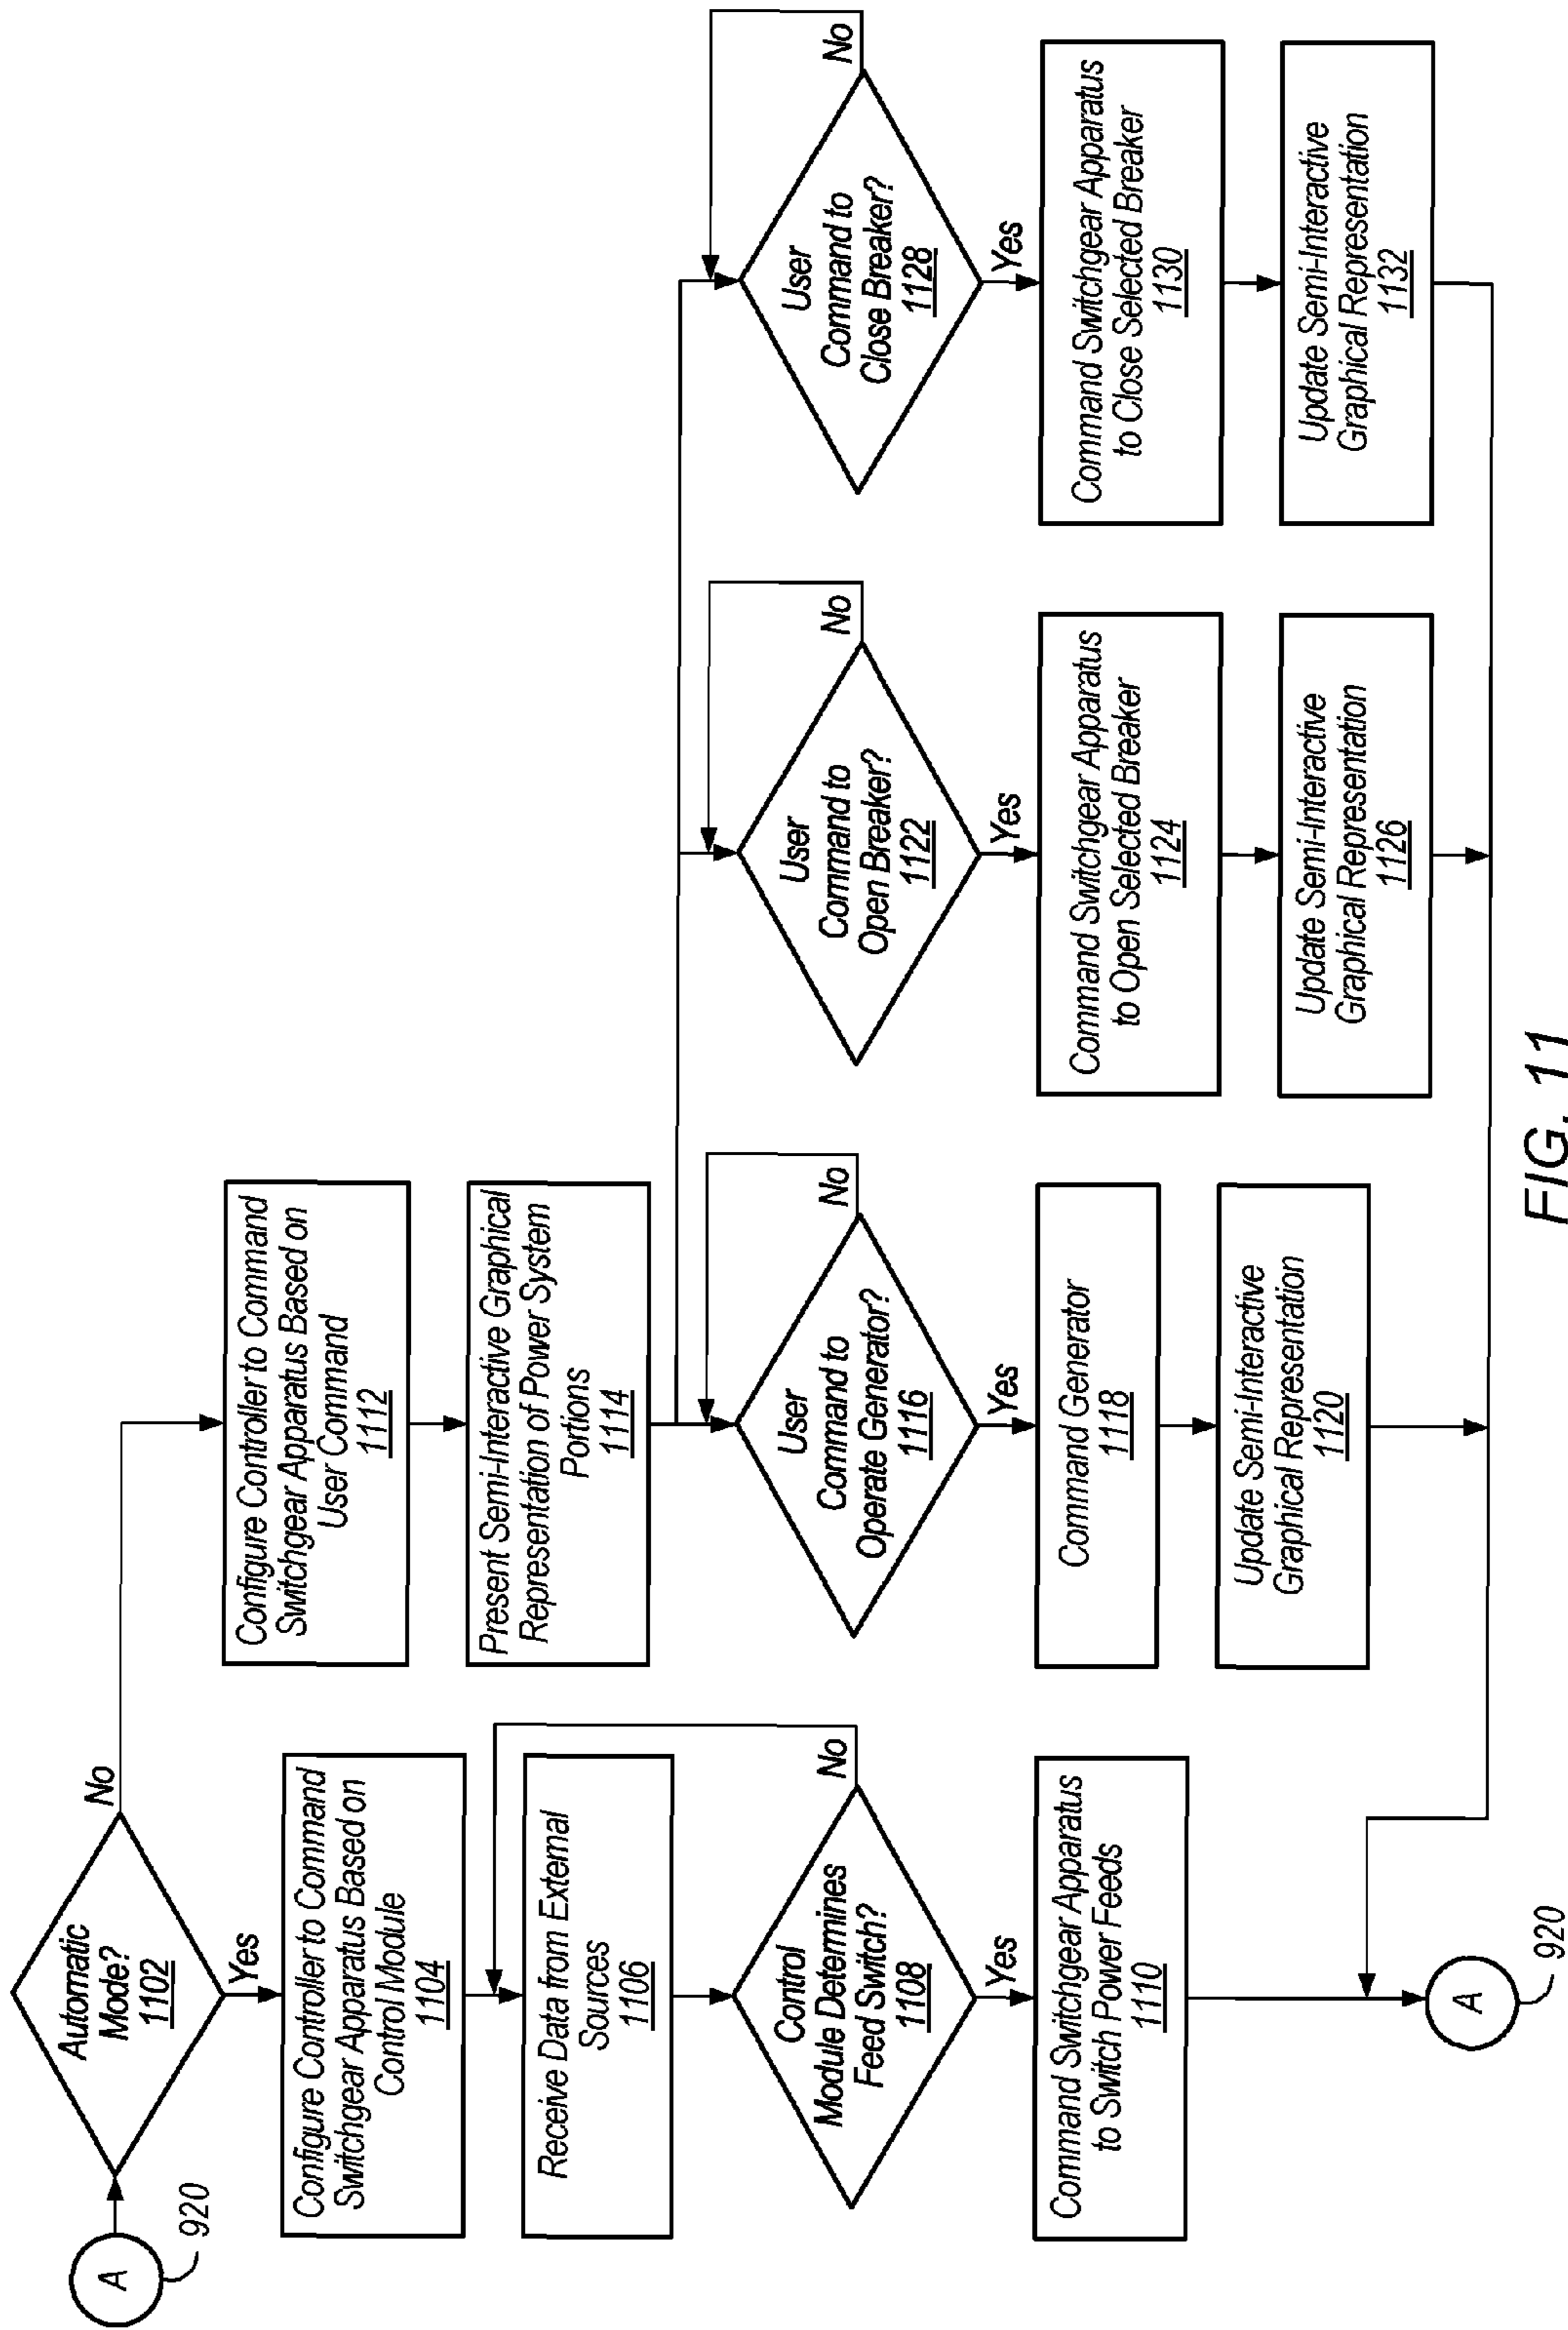 A
920
Automatic
Mode?
1102
No
Yes
Configure Controller to Command
Switchgear Apparatus Based on
Control Module
1104
Receive Data from External
Sources
1106
Control
Module Determines
Feed Switch?
1108
No
Yes
Command Switchgear Apparatus
to Switch Power Feeds
1110
A
920
Configure Controller to Command
Switchgear Apparatus Based on
User Command
1112
Present Semi-Interactive Graphical
Representation of Power System
Portions
1114
User
Command to
Operate Generator?
1116
No
Yes
Command Generator
1118
Update Semi-Interactive
Graphical Representation
1120
User
Command to
Open Breaker?
1122
No
Yes
Command Switchgear Apparatus
to Open Selected Breaker
1124
Update Semi-Interactive
Graphical Representation
1126
User
Command to
Close Breaker?
1128
No
Yes
Command Switchgear Apparatus
to Close Selected Breaker
1130
Update Semi-Interactive
Graphical Representation
1132
FIG. 11